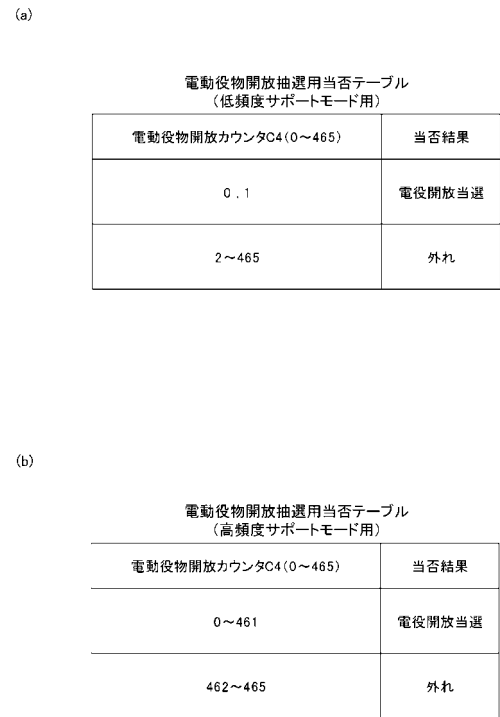 (a)
電動役物開放抽選用当否テーブル
(低頻度サポートモード用)
電動役物開放カウンタC4(0～465) 当否結果
0 , 1 電役開放当選
2～465 外れ
(b)
電動役物開放抽選用当否テーブル
(高頻度サポートモード用)
電動役物開放カウンタC4(0～465) 当否結果
0～461 電役開放当選
462～465 外れ